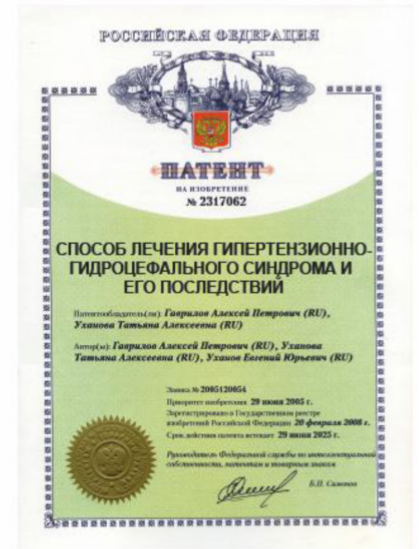 РОССИЙСКАЯ ФЕДЕРАЦИЯ
ПАТЕНТ
НА ИЗОБРЕТЕНИЕ
№ 2317062
СПОСОБ ЛЕЧЕНИЯ ГИПЕРТЕНЗИОННО-
ГИДРОЦЕФАЛЬНОГО СИНДРОМА И
ЕГО ПОСЛЕДСТВИЙ
Патентообладатель(ли): Гаврилов Алексей Петрович (RU),
Уханова Татьяна Алексеевна (RU)
Автор(ы): Гаврилов Алексей Петрович (RU), Уханова
Татьяна Алексеевна (RU), Уханов Евгений Юрьевич (RU)
Заявка № 2005120054
Приоритет изобретения 29 июня 2005 г.
Зарегистрировано в Государственном реестре
изобретений Российской Федерации 20 февраля 2008 г.
Срок действия патента истекает 29 июня 2025 г.
Руководитель Федеральной службы по интеллектуальной
собственности, патентам и товарным знакам
Б.П. Симонов